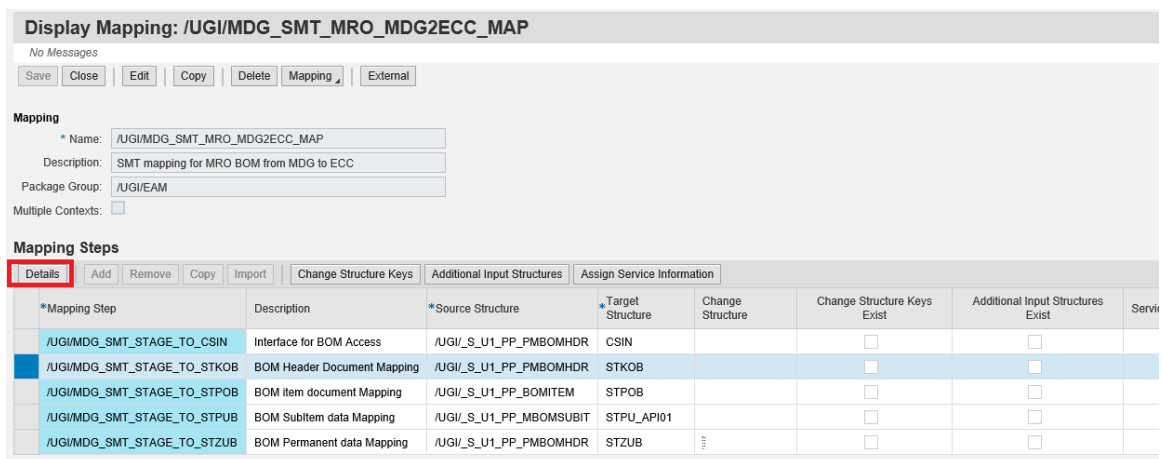 Display Mapping: /UGI/MDG_SMT_MRO_MDG2ECC_MAP
No Messages
Save Close Edit Copy Delete Mapping External
Mapping
* Name: /UGI/MDG_SMT_MRO_MDG2ECC_MAP
Description: SMT mapping for MRO BOM from MDG to ECC
Package Group: /UGI/EAM
Multiple Contexts:
Mapping Steps
Details Add Remove Copy Import Change Structure Keys Additional Input Structures Assign Service Information
*Mapping Step Description *Source Structure *Target Structure Change Structure Change Structure Keys Exist Additional Input Structures Exist
/UGI/MDG_SMT_STAGE_TO_CSIN Interface for BOM Access /UGI/_S_U1_PP_PMBOMHDR CSIN
/UGI/MDG_SMT_STAGE_TO_STKOB BOM Header Document Mapping /UGI/_S_U1_PP_PMBOMHDR STKOB
/UGI/MDG_SMT_STAGE_TO_STPOB BOM item document Mapping /UGI/_S_U1_PP_BOMITEM STPOB
/UGI/MDG_SMT_STAGE_TO_STPUB BOM SubItem data Mapping /UGI/_S_U1_PP_MBOMSUBIT STPU_API01
/UGI/MDG_SMT_STAGE_TO_STZUB BOM Permanent data Mapping /UGI/_S_U1_PP_PMBOMHDR STZUB